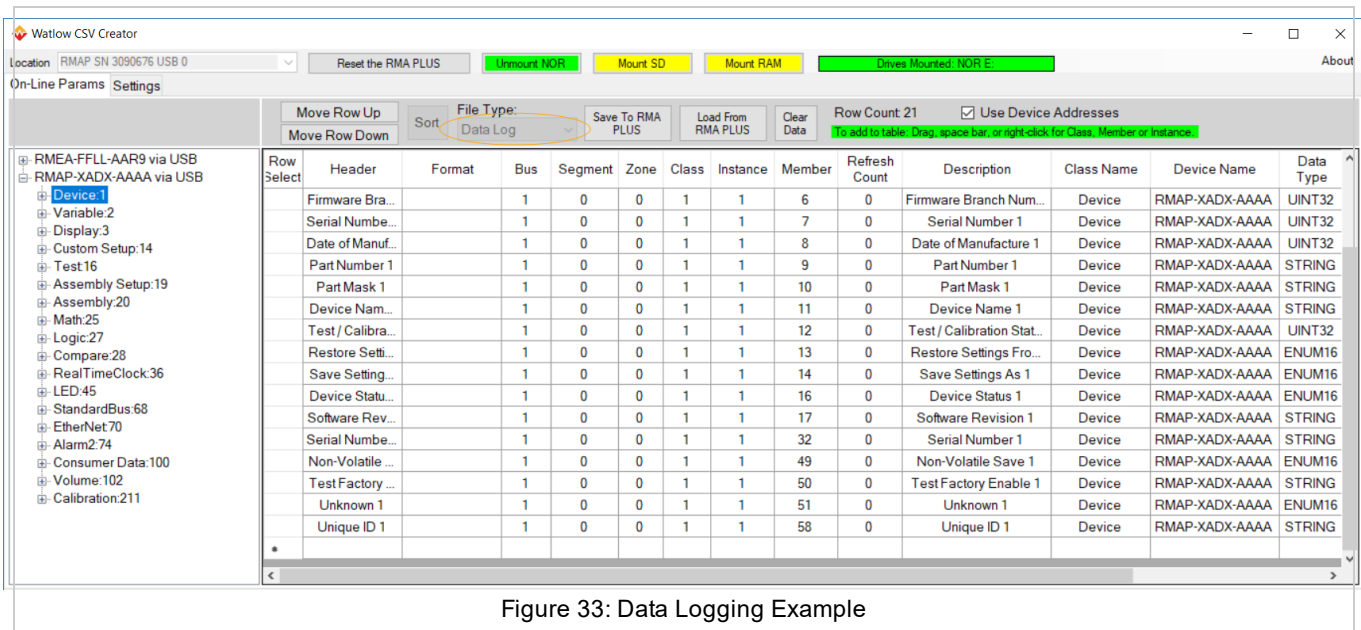 Watlow CSV Creator
Location RMAP SN 3090676 USB 0 Reset the RMA PLUS Unmount NOR Mount SD Mount RAM Drives Mounted: NOR E: About
On-Line Params Settings
Move Row Up Move Row Down Sort File Type: Data Log Save To RMA PLUS Load From RMA PLUS Clear Data Row Count: 21 Use Device Addresses
To add to table: Drag, space bar, or right-click for Class, Member or Instance.
RMEA-FFLL-AAR9 via USB
RMAP-XADX-AAAA via USB
Device:1
Variable:2
Display:3
Custom Setup:14
Test:16
Assembly Setup:19
Assembly:20
Math:25
Logic:27
Compare:28
RealTimeClock:36
LED:45
StandardBus:68
EtherNet:70
Alarm2:74
Consumer Data:100
Volume:102
Calibration:211
Row Select Header Format Bus Segment Zone Class Instance Member Refresh Count Description Class Name Device Name Data Type
Firmware Bra... 1 0 0 1 1 6 0 Firmware Branch Num... Device RMAP-XADX-AAAA UINT32
Serial Numbe... 1 0 0 1 1 7 0 Serial Number 1 Device RMAP-XADX-AAAA UINT32
Date of Manuf... 1 0 0 1 1 8 0 Date of Manufacture 1 Device RMAP-XADX-AAAA UINT32
Part Number 1 1 0 0 1 1 9 0 Part Number 1 Device RMAP-XADX-AAAA STRING
Part Mask 1 1 0 0 1 1 10 0 Part Mask 1 Device RMAP-XADX-AAAA STRING
Device Nam... 1 0 0 1 1 11 0 Device Name 1 Device RMAP-XADX-AAAA STRING
Test / Calibra... 1 0 0 1 1 12 0 Test / Calibration Stat... Device RMAP-XADX-AAAA UINT32
Restore Setti... 1 0 0 1 1 13 0 Restore Settings Fro... Device RMAP-XADX-AAAA ENUM16
Save Setting... 1 0 0 1 1 14 0 Save Settings As 1 Device RMAP-XADX-AAAA ENUM16
Device Statu... 1 0 0 1 1 16 0 Device Status 1 Device RMAP-XADX-AAAA ENUM16
Software Rev... 1 0 0 1 1 17 0 Software Revision 1 Device RMAP-XADX-AAAA STRING
Serial Numbe... 1 0 0 1 1 32 0 Serial Number 1 Device RMAP-XADX-AAAA STRING
Non-Volatile ... 1 0 0 1 1 49 0 Non-Volatile Save 1 Device RMAP-XADX-AAAA ENUM16
Test Factory ... 1 0 0 1 1 50 0 Test Factory Enable 1 Device RMAP-XADX-AAAA STRING
Unknown 1 1 0 0 1 1 51 0 Unknown 1 Device RMAP-XADX-AAAA ENUM16
Unique ID 1 1 0 0 1 1 58 0 Unique ID 1 Device RMAP-XADX-AAAA STRING
*
Figure 33: Data Logging Example